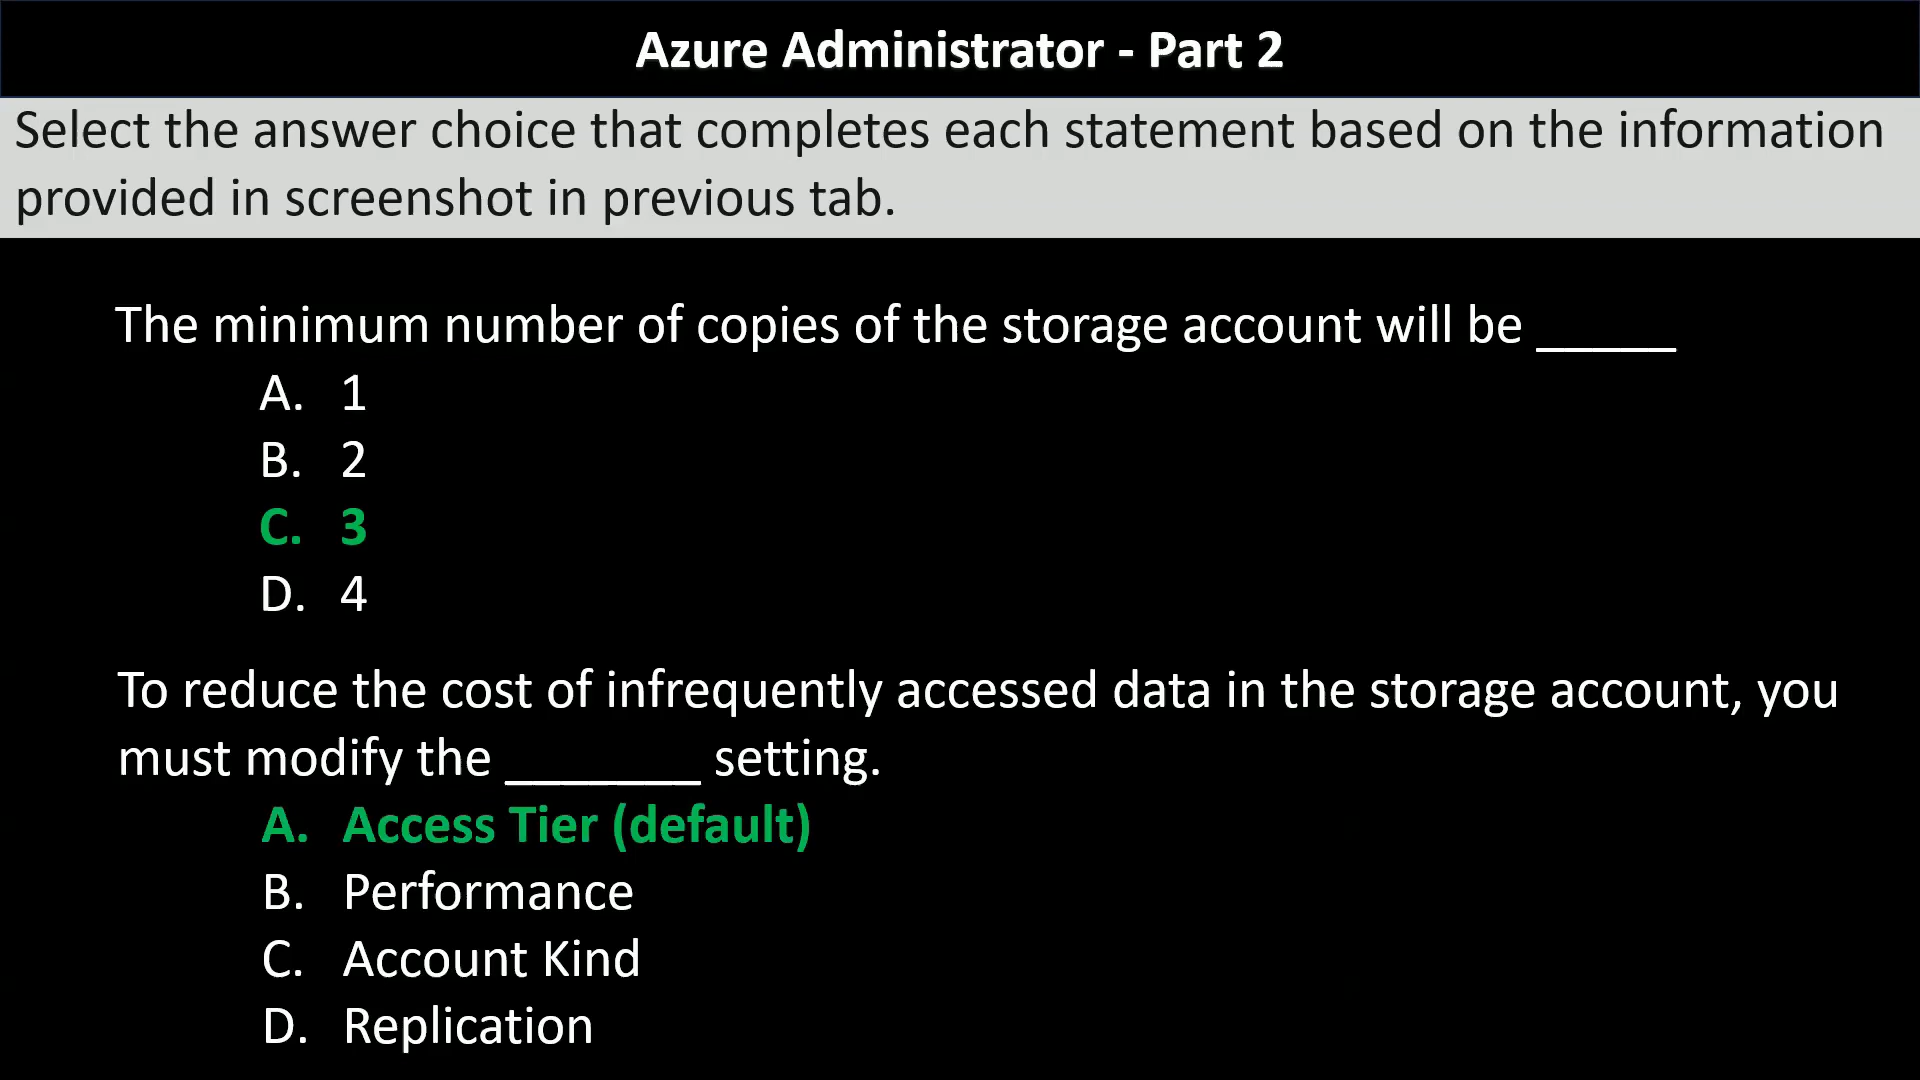 Azure Administrator - Part 2
Select the answer choice that completes each statement based on the information
provided in screenshot in previous tab.
The minimum number of copies of the storage account will be _____
A. 1
B. 2
C. 3
D. 4
To reduce the cost of infrequently accessed data in the storage account, you
must modify the _______ setting.
A. Access Tier (default)
B. Performance
C. Account Kind
D. Replication